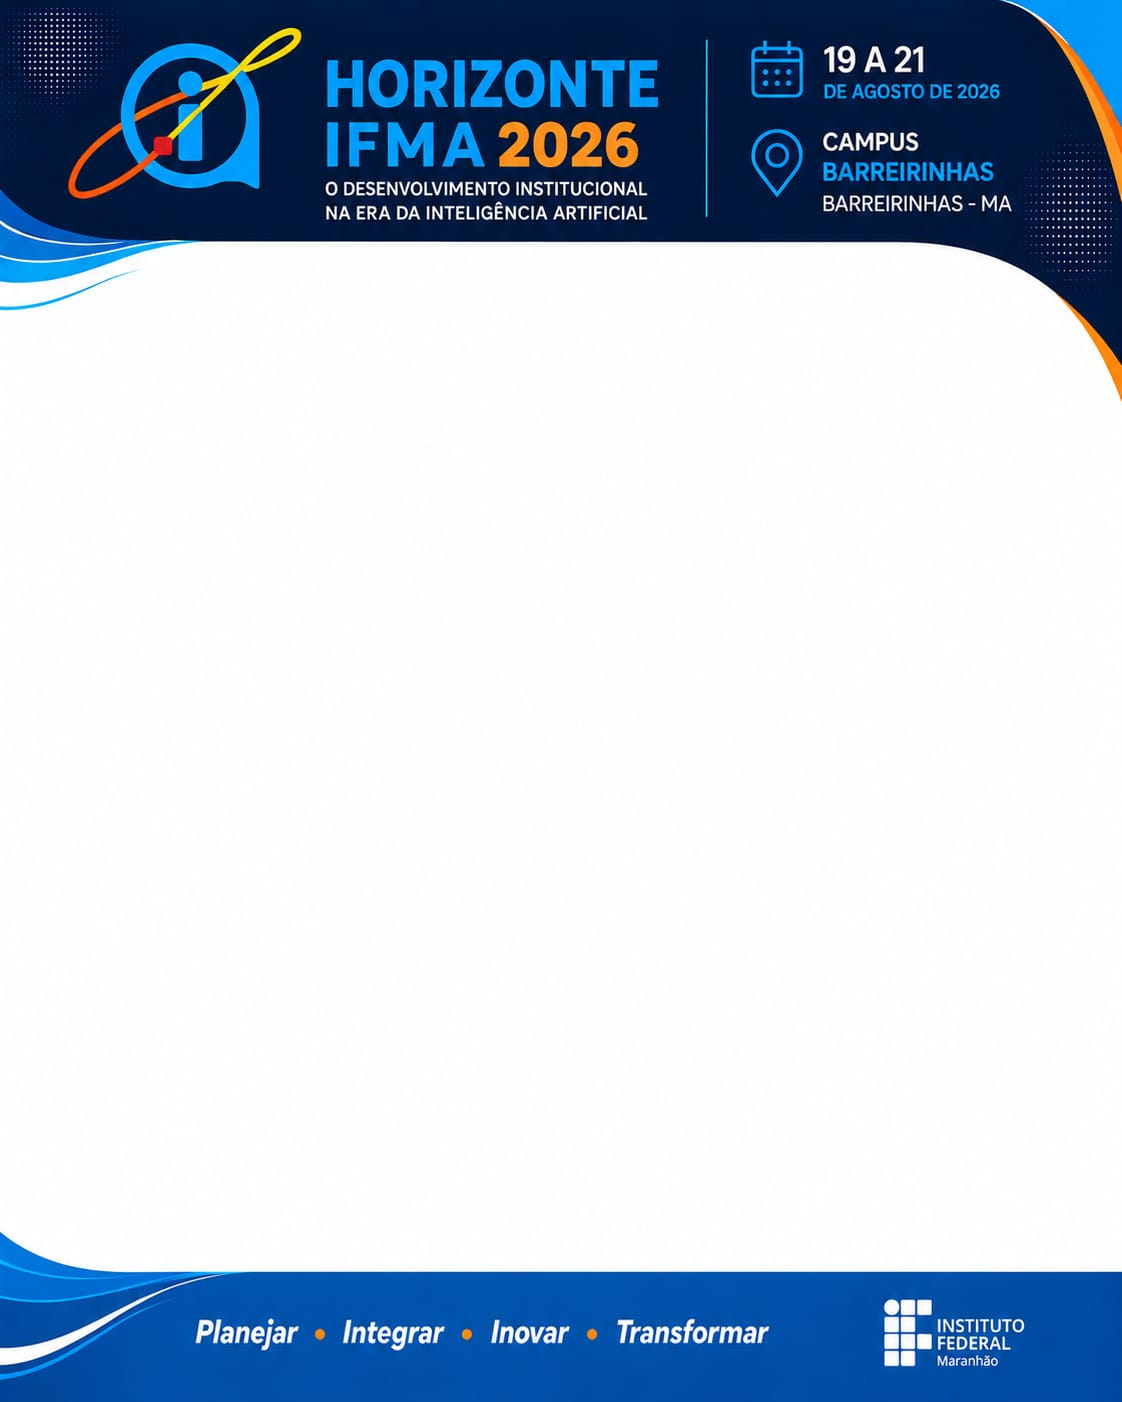 HORIZONTE
IFMA 2026
O DESENVOLVIMENTO INSTITUCIONAL
NA ERA DA INTELIGÊNCIA ARTIFICIAL
19 A 21
DE AGOSTO DE 2026
CAMPUS
BARREIRINHAS
BARREIRINHAS - MA
Planejar • Integrar • Inovar • Transformar
INSTITUTO
FEDERAL
Maranhão